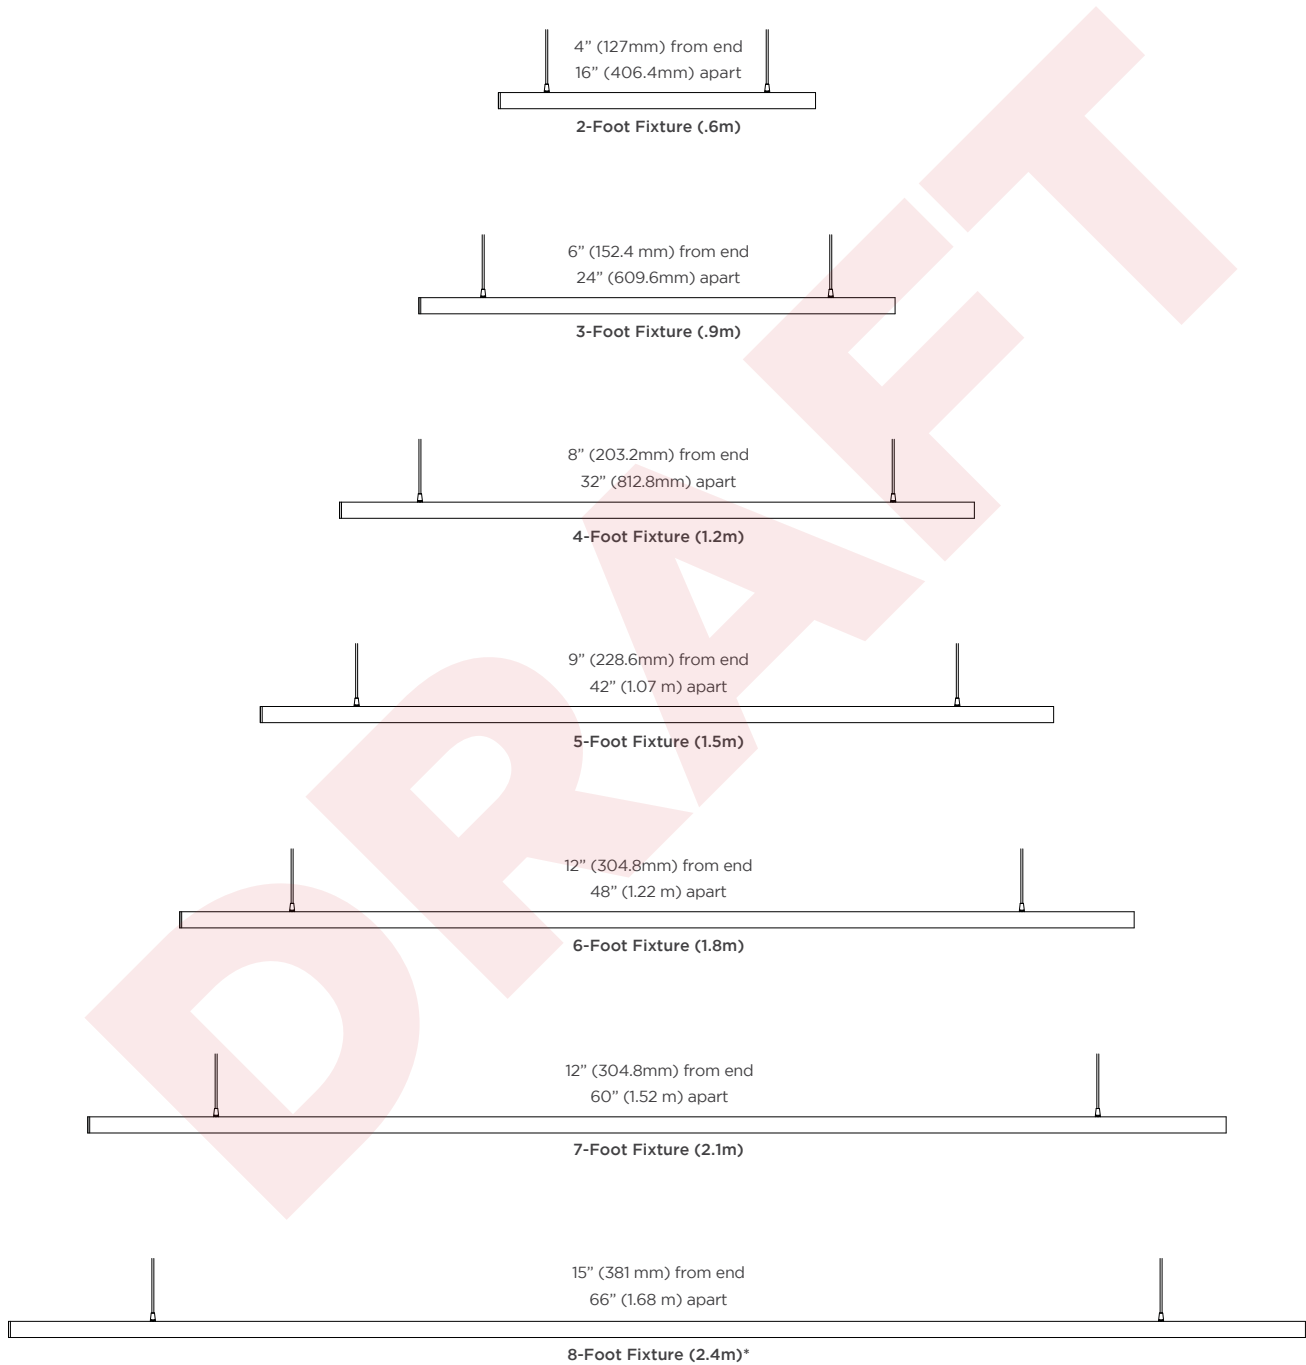 4” (127mm) from end
16” (406.4mm) apart
2-Foot Fixture (.6m)
6” (152.4 mm) from end
24” (609.6mm) apart
3-Foot Fixture (.9m)
8” (203.2mm) from end
32” (812.8mm) apart
4-Foot Fixture (1.2m)
9” (228.6mm) from end
42” (1.07 m) apart
5-Foot Fixture (1.5m)
12” (304.8mm) from end
48” (1.22 m) apart
6-Foot Fixture (1.8m)
12” (304.8mm) from end
60” (1.52 m) apart
7-Foot Fixture (2.1m)
15” (381 mm) from end
66” (1.68 m) apart
8-Foot Fixture (2.4m)*
DRAFT